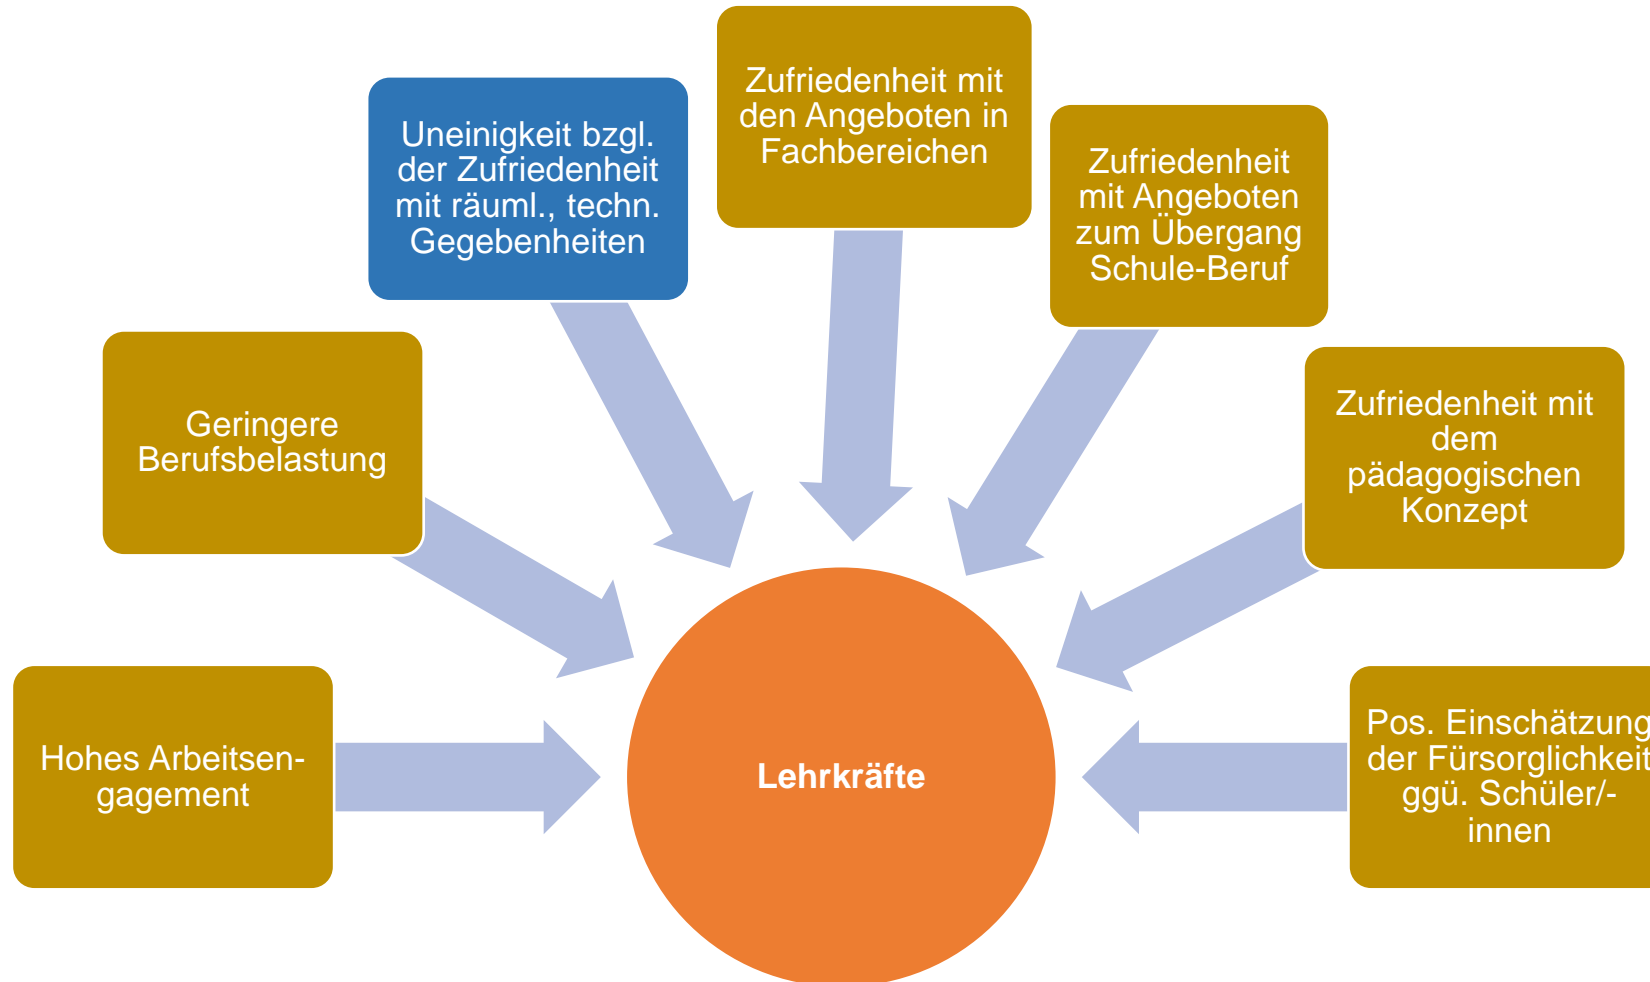 Zufriedenheit mit
den Angeboten in
Fachbereichen
Uneinigkeit bzgl.
der Zufriedenheit
mit räuml., techn.
Gegebenheiten
Zufriedenheit
mit Angeboten
zum Übergang
Schule-Beruf
Geringere
Berufsbelastung
Zufriedenheit mit
dem
pädagogischen
Konzept
Hohes Arbeitsen-
gagement
Lehrkräfte
Pos. Einschätzung
der Fürsorglichkeit
ggü. Schüler/-
innen